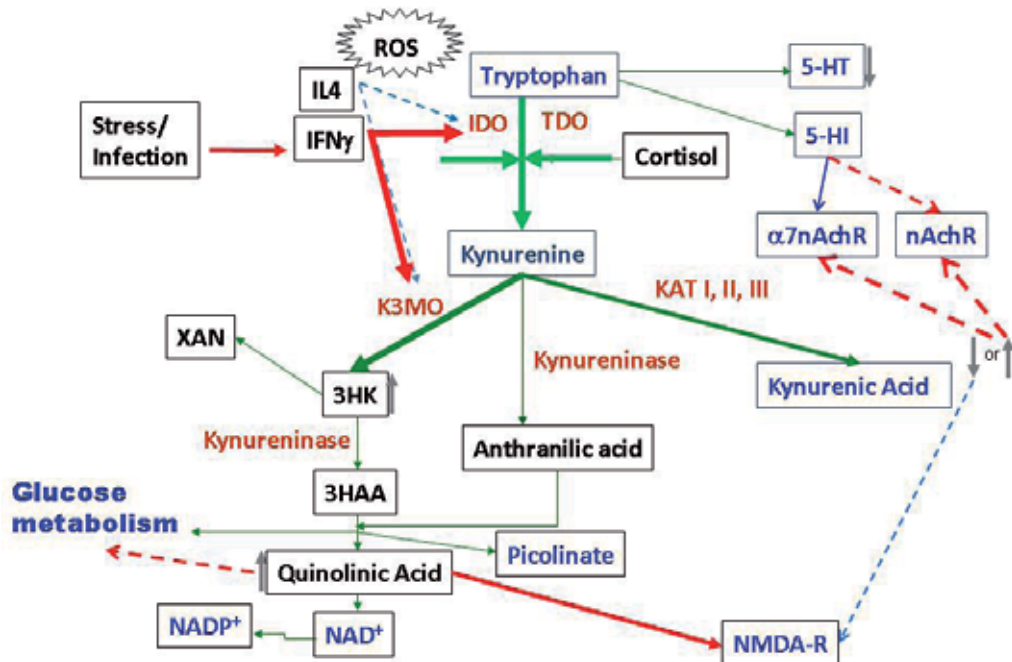 ROS
Tryptophan
5-HT
IL4
IDO
TDO
Stress/
Infection
IFNγ
5-HI
Cortisol
α7nAchR
nAchR
Kynurenine
KAT I, II, III
K3MO
XAN
or
Kynureninase
3HK
Kynurenic Acid
Kynureninase
Anthranilic acid
3HAA
Glucose
metabolism
Picolinate
Quinolinic Acid
NADP⁺
NAD⁺
NMDA-R